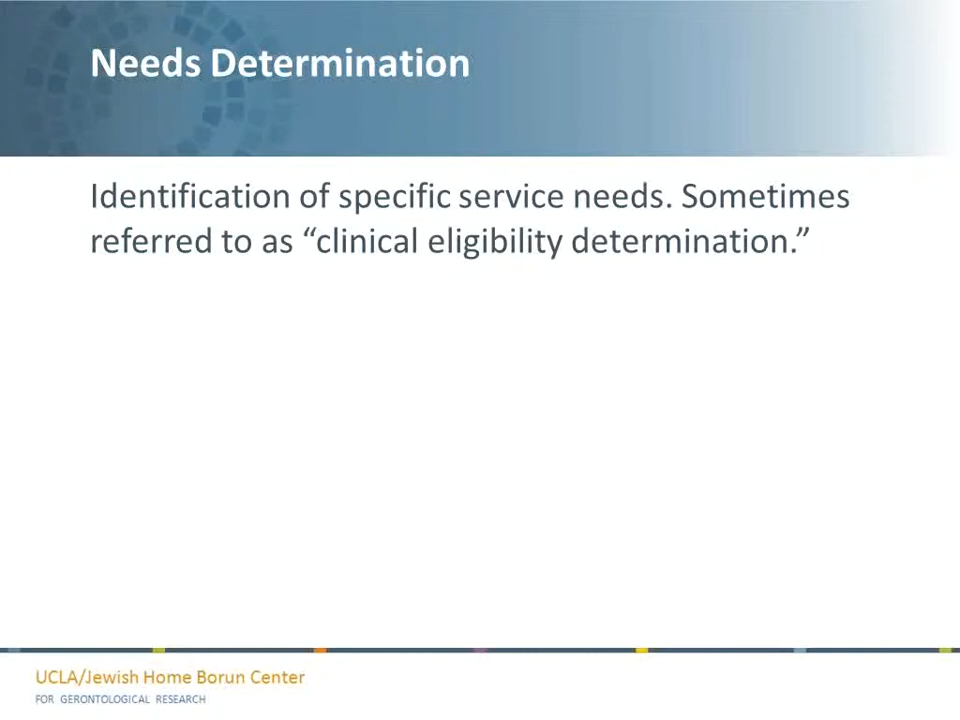 Needs Determination
Identification of specific service needs. Sometimes
referred to as “clinical eligibility determination.”
UCLA/Jewish Home Borun Center
FOR GERONTOLOGICAL RESEARCH